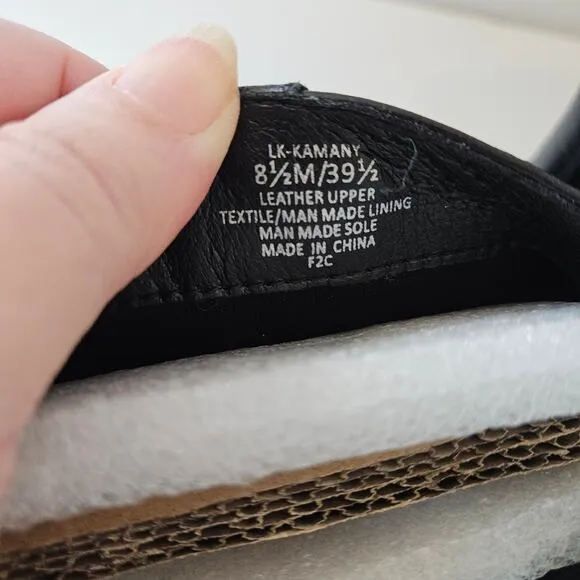 LK-KAMANY
8½M/39½
LEATHER UPPER
TEXTILE/MAN MADE LINING
MAN MADE SOLE
MADE IN CHINA
F2C